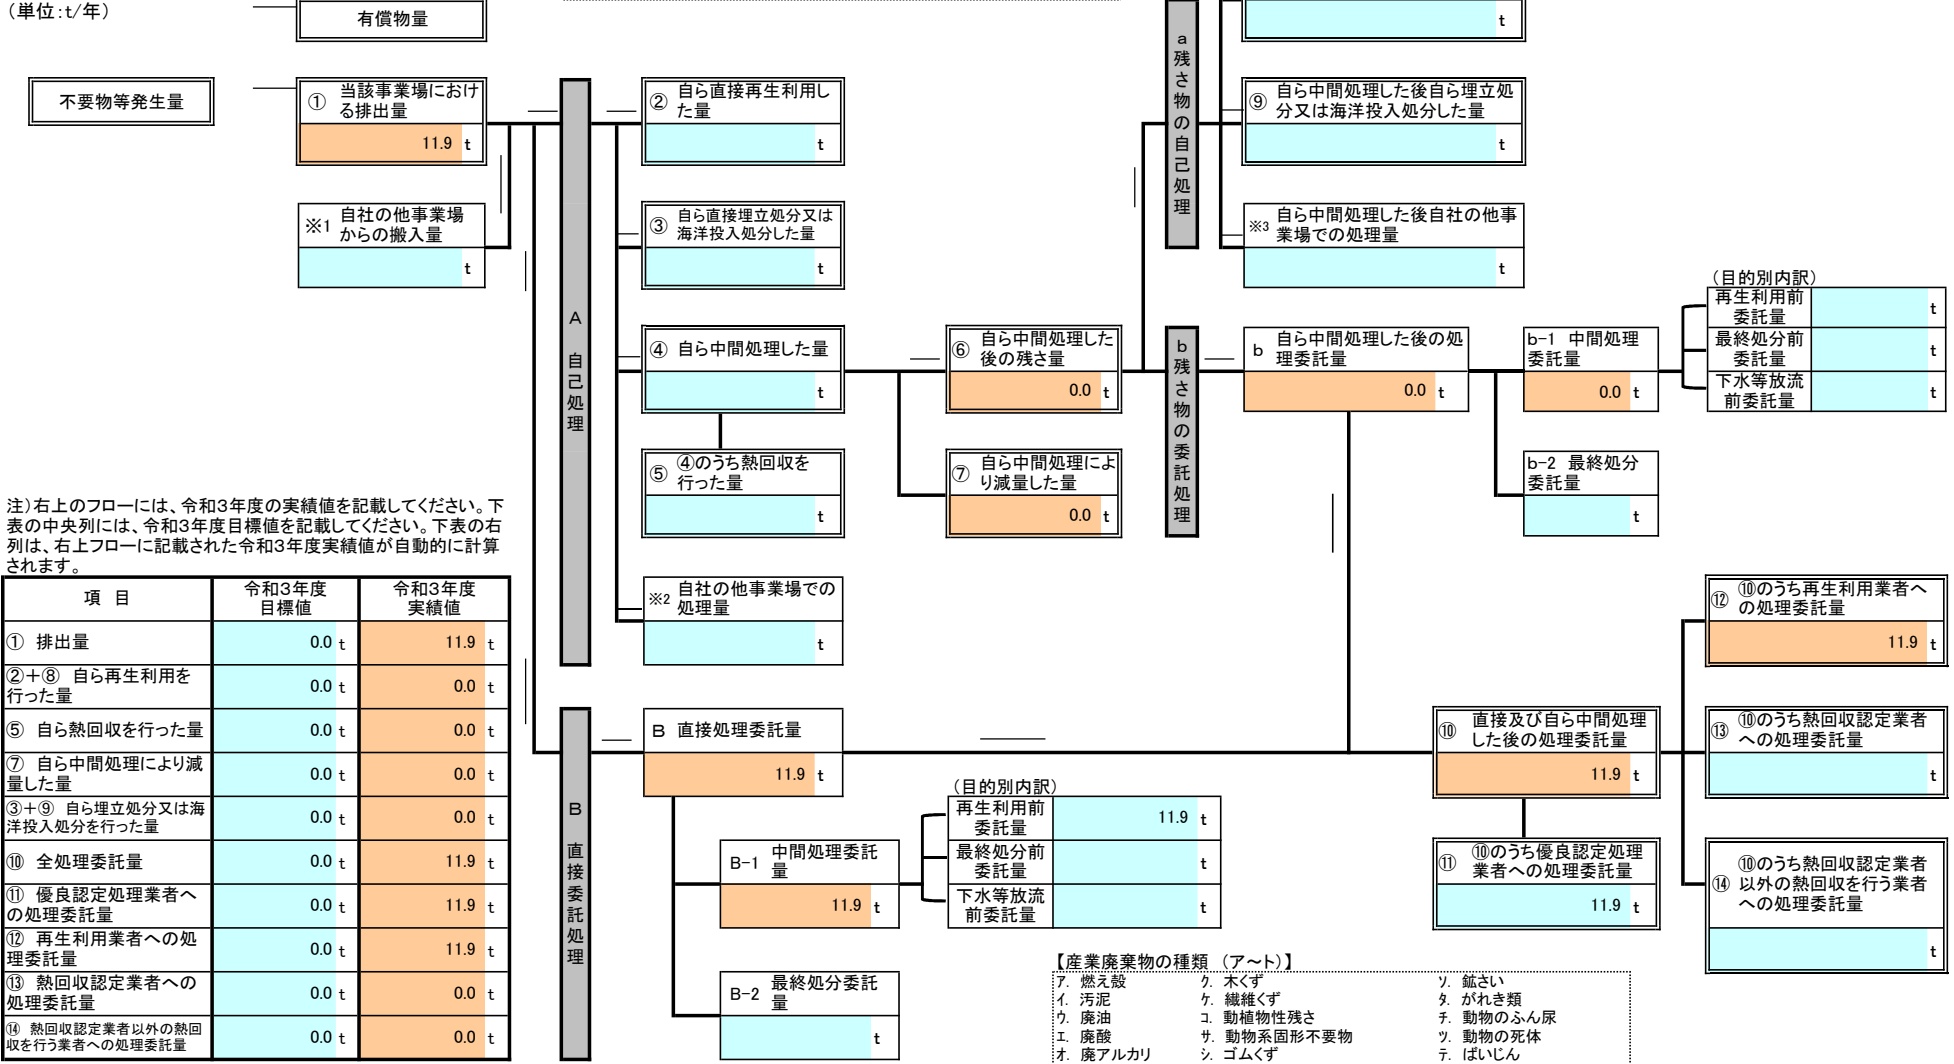 （単位：t/年）
有償物量
t
不要物等発生量
① 当該事業場におけ
る排出量
11.9 t
② 自ら直接再生利用し
た量
t
a 残さ物の自己処理
⑨ 自ら中間処理した後自ら埋立処
分又は海洋投入処分した量
t
※1 自社の他事業場
からの搬入量
t
③ 自ら直接埋立処分又は
海洋投入処分した量
t
※3 自ら中間処理した後自社の他事
業場での処理量
t
A 自己処理
④ 自ら中間処理した量
t
⑥ 自ら中間処理した
後の残さ量
0.0 t
b 残さ物の委託処理
b 自ら中間処理した後の処
理委託量
0.0 t
b-1 中間処理
委託量
0.0 t
（目的別内訳）
再生利用前
委託量
t
最終処分前
委託量
t
下水等放流
前委託量
t
⑤ ④のうち熱回収を
行った量
t
⑦ 自ら中間処理によ
り減量した量
0.0 t
b-2 最終処分
委託量
t
※2 自社の他事業場での
処理量
t
注）右上のフローには、令和3年度の実績値を記載してください。下
表の中央列には、令和3年度目標値を記載してください。下表の右
列は、右上フローに記載された令和3年度実績値が自動的に計算
されます。
項 目 令和3年度 目標値 令和3年度 実績値
① 排出量 0.0 t 11.9 t
②＋⑧ 自ら再生利用を
行った量 0.0 t 0.0 t
⑤ 自ら熱回収を行った量 0.0 t 0.0 t
⑦ 自ら中間処理により減
量した量 0.0 t 0.0 t
③＋⑨ 自ら埋立処分又は海
洋投入処分を行った量 0.0 t 0.0 t
⑩ 全処理委託量 0.0 t 11.9 t
⑪ 優良認定処理業者へ
の処理委託量 0.0 t 11.9 t
⑫ 再生利用業者への処
理委託量 0.0 t 11.9 t
⑬ 熱回収認定業者への
処理委託量 0.0 t 0.0 t
⑭ 熱回収認定業者以外の熱回
収を行う業者への処理委託量 0.0 t 0.0 t
B 直接委託処理
B 直接処理委託量
11.9 t
B-1 中間処理委託
量
11.9 t
（目的別内訳）
再生利用前
委託量
11.9 t
最終処分前
委託量
t
下水等放流
前委託量
t
B-2 最終処分委託
量
t
⑩ 直接及び自ら中間処理
した後の処理委託量
11.9 t
⑪ ⑩のうち優良認定処理
業者への処理委託量
11.9 t
⑫ ⑩のうち再生利用業者へ
の処理委託量
11.9 t
⑬ ⑩のうち熱回収認定業者
への処理委託量
t
⑭ ⑩のうち熱回収認定業者
以外の熱回収を行う業者
への処理委託量
t
【産業廃棄物の種類 （ア～ト）】
ア. 燃え殻 ク. 木くず ソ. 鉱さい
イ. 汚泥 ケ. 繊維くず タ. がれき類
ウ. 廃油 コ. 動植物性残さ チ. 動物のふん尿
エ. 廃酸 サ. 動物系固形不要物 ツ. 動物の死体
オ. 廃アルカリ シ. ゴムくず テ. ばいじん